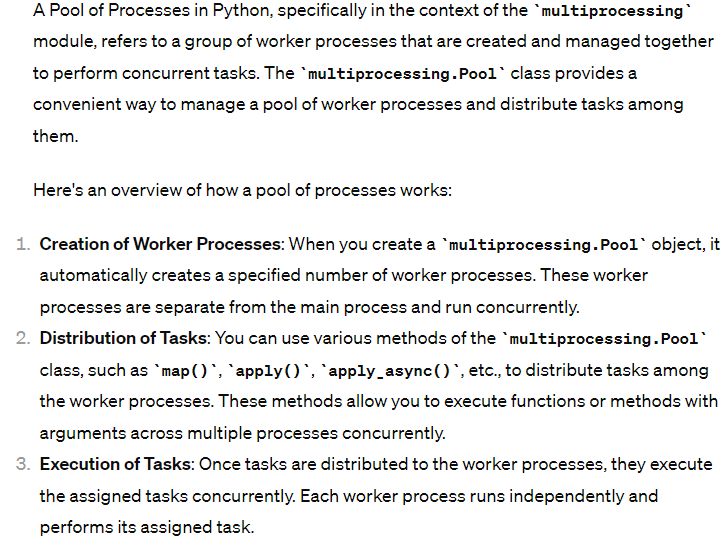 A Pool of Processes in Python, specifically in the context of the `multiprocessing`
module, refers to a group of worker processes that are created and managed together
to perform concurrent tasks. The `multiprocessing.Pool` class provides a
convenient way to manage a pool of worker processes and distribute tasks among
them.
Here's an overview of how a pool of processes works:
1. Creation of Worker Processes: When you create a `multiprocessing.Pool` object, it
automatically creates a specified number of worker processes. These worker
processes are separate from the main process and run concurrently.
2. Distribution of Tasks: You can use various methods of the `multiprocessing.Pool`
class, such as `map()`, `apply()`, `apply_async()`, etc., to distribute tasks among
the worker processes. These methods allow you to execute functions or methods with
arguments across multiple processes concurrently.
3. Execution of Tasks: Once tasks are distributed to the worker processes, they execute
the assigned tasks concurrently. Each worker process runs independently and
performs its assigned task.